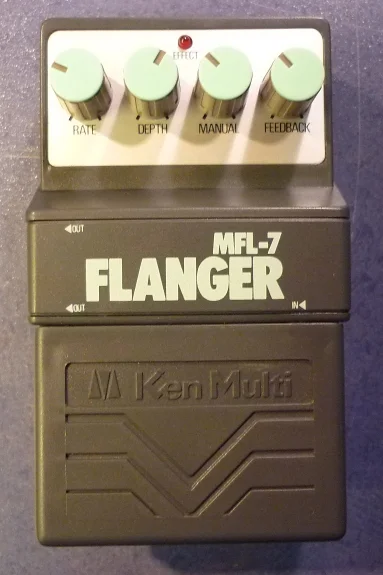 EFFECT
RATE DEPTH MANUAL FEEDBACK
◀OUT
MFL-7
FLANGER
◀OUT IN◀
Ken Multi